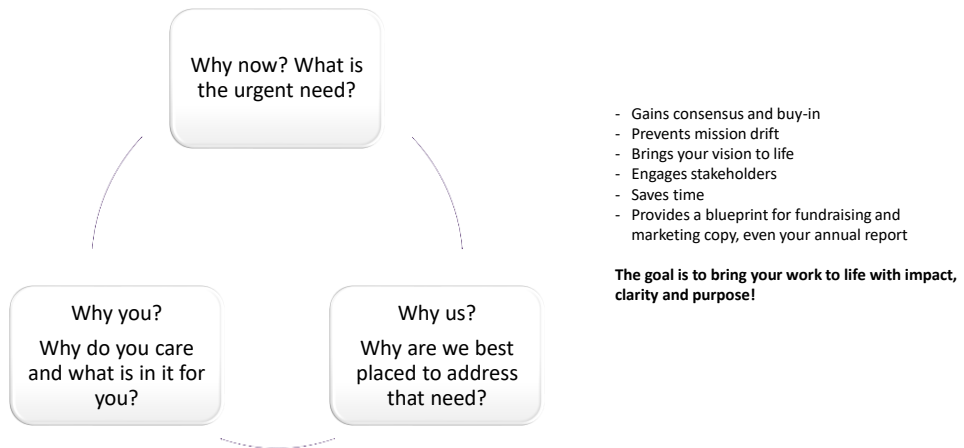 Why now? What is
the urgent need?
Why you?
Why do you care
and what is in it for
you?
Why us?
Why are we best
placed to address
that need?
- Gains consensus and buy-in
- Prevents mission drift
- Brings your vision to life
- Engages stakeholders
- Saves time
- Provides a blueprint for fundraising and
marketing copy, even your annual report
The goal is to bring your work to life with impact,
clarity and purpose!